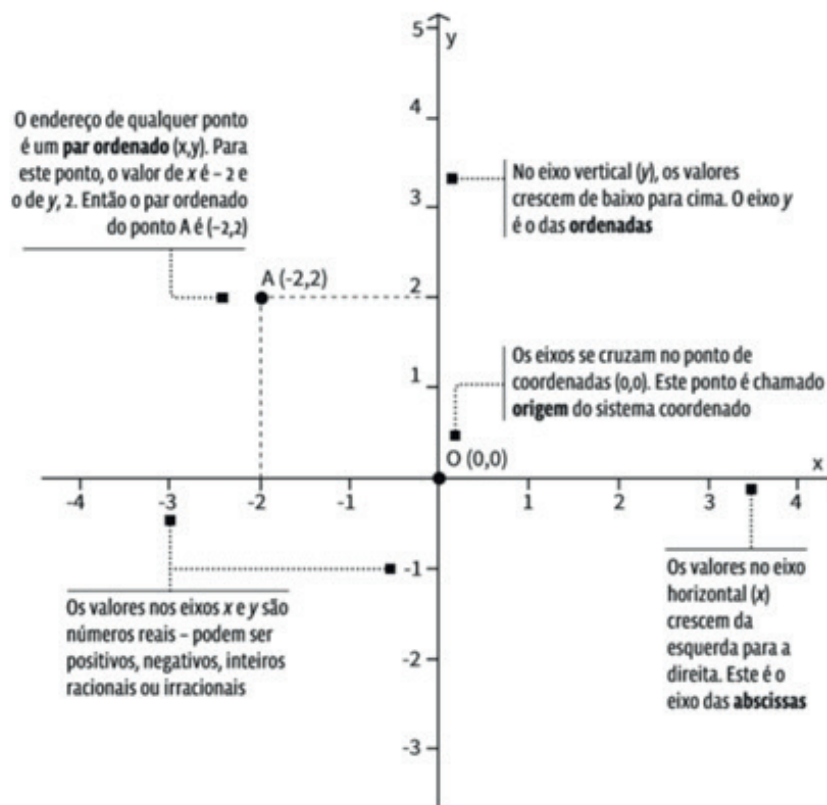 5
y
O endereço de qualquer ponto
é um par ordenado (x,y). Para
este ponto, o valor de x é – 2 e
o de y, 2. Então o par ordenado
do ponto A é (–2,2)
4
No eixo vertical (y), os valores
crescem de baixo para cima. O eixo y
é o das ordenadas
3
A (-2,2)
2
Os eixos se cruzam no ponto de
coordenadas (0,0). Este ponto é chamado
origem do sistema coordenado
1
O (0,0)
x
-4 -3 -2 -1 1 2 3 4
-1
Os valores nos eixos x e y são
números reais – podem ser
positivos, negativos, inteiros
racionais ou irracionais
Os valores no eixo
horizontal (x)
crescem da
esquerda para a
direita. Este é o
eixo das abscissas
-2
-3